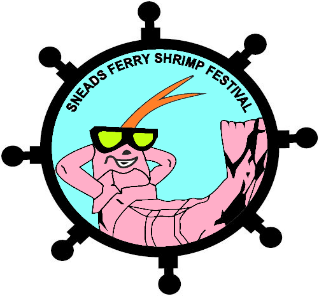 SNEADS FERRY SHRIMP FESTIVAL